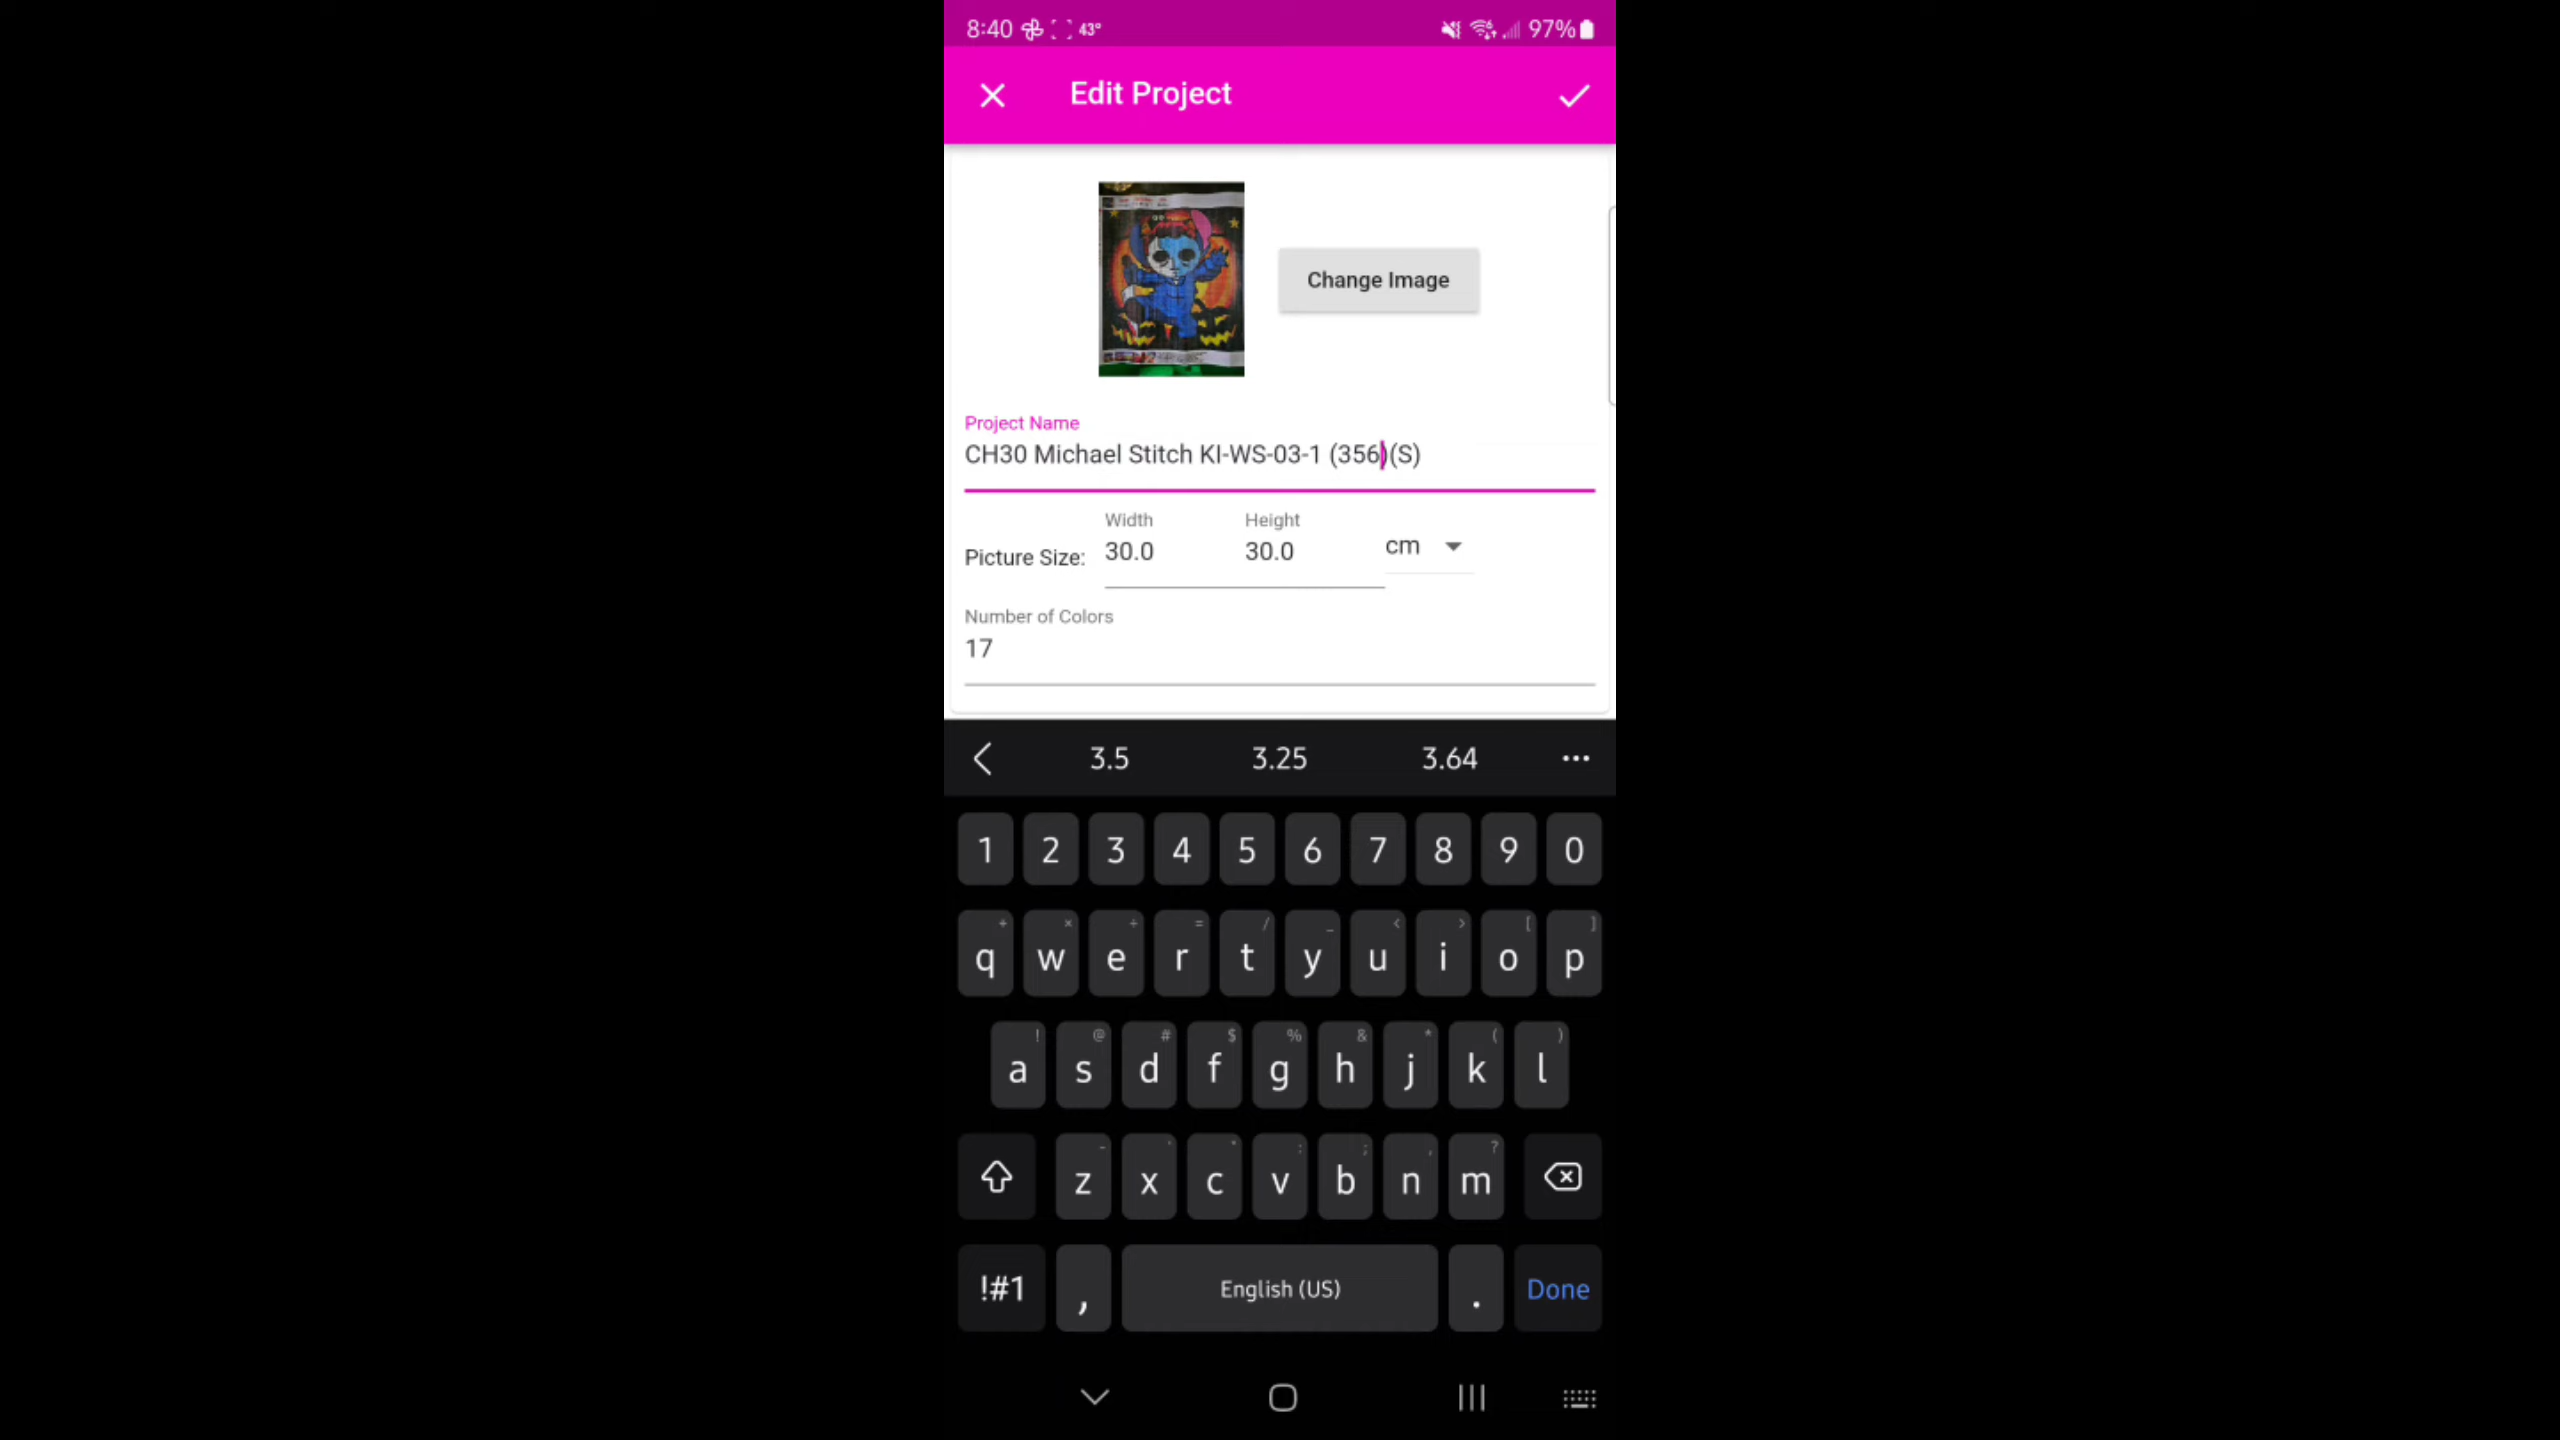 8:40 43° 97%
Edit Project
Change Image
Project Name
CH30 Michael Stitch KI-WS-03-1 (356)(S)
Width Height
Picture Size: 30.0 30.0 cm
Number of Colors
17
3.5 3.25 3.64 ...
1 2 3 4 5 6 7 8 9 0
+ × ÷ = / _ < > [ ]
q w e r t y u i o p
! @ # $ % & * ( )
a s d f g h j k l
- ' " : ; , ?
z x c v b n m
!#1 , English (US) . Done